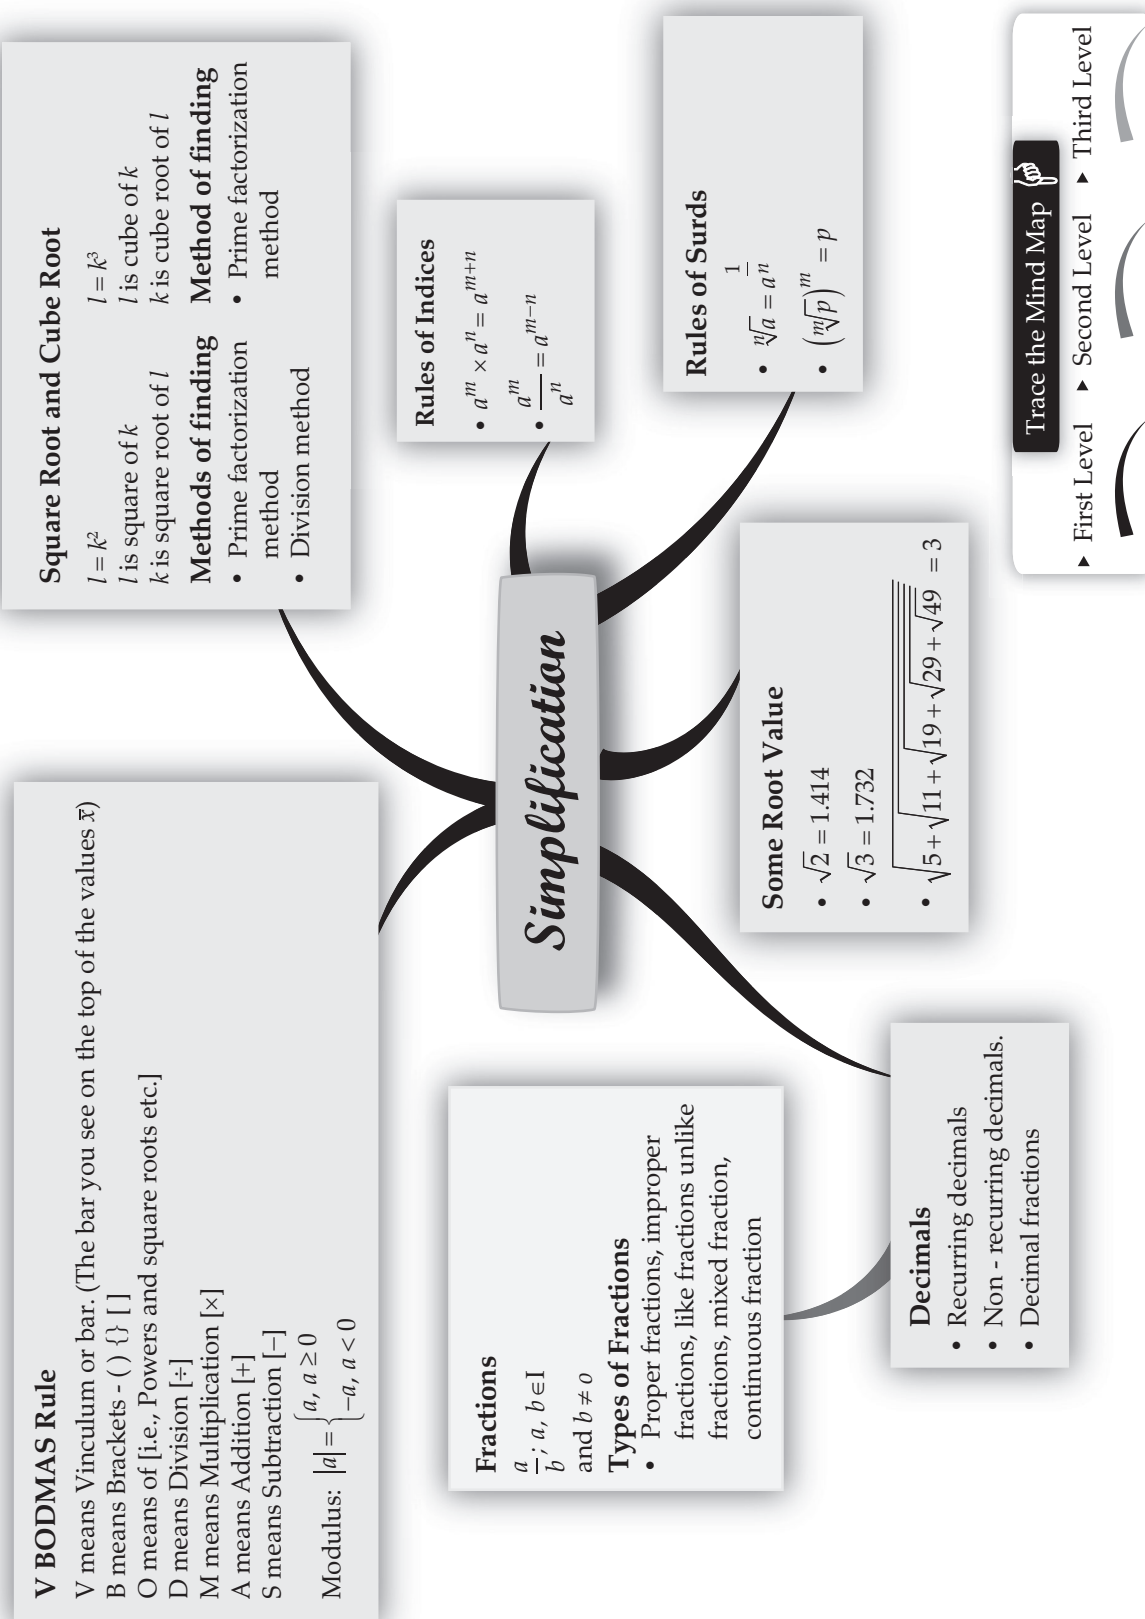 V BODMAS Rule
V means Vinculum or bar. (The bar you see on the top of the values x̅)
B means Brackets - ( ) {} [ ]
O means of [i.e., Powers and square roots etc.]
D means Division [÷]
M means Multiplication [×]
A means Addition [+]
S means Subtraction [−]
Modulus: |a| = { a, a ≥ 0
−a, a < 0
Square Root and Cube Root
l = k²
l is square of k
k is square root of l
Methods of finding
• Prime factorization
method
• Division method
l = k³
l is cube of k
k is cube root of l
Method of finding
• Prime factorization
method
Simplification
Rules of Indices
• aᵐ × aⁿ = aᵐ⁺ⁿ
• aᵐ/aⁿ = aᵐ⁻ⁿ
Rules of Surds
• ⁿ√a = a^(1/n)
• (ᵐ√p)ᵐ = p
Some Root Value
• √2 = 1.414
• √3 = 1.732
• √(5 + √(11 + √(19 + √(29 + √49)))) = 3
Fractions
a/b ; a, b ∈ I
and b ≠ o
Types of Fractions
• Proper fractions, improper
fractions, like fractions unlike
fractions, mixed fraction,
continuous fraction
Decimals
• Recurring decimals
• Non - recurring decimals.
• Decimal fractions
Trace the Mind Map
▸ First Level ▸ Second Level ▸ Third Level